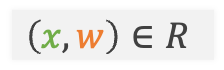 (x, w) ∈ R